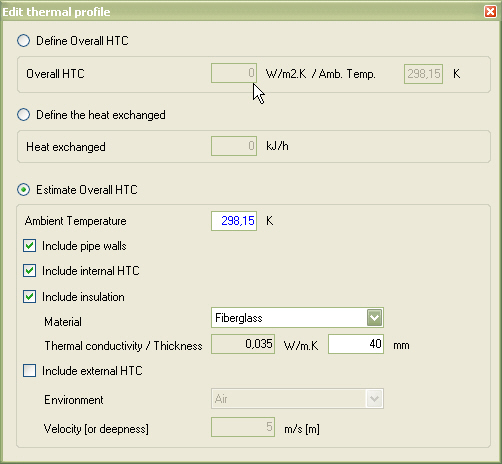 Edit thermal profile
Define Overall HTC
Overall HTC 0 W/m2.K / Amb. Temp. 298,15 K
Define the heat exchanged
Heat exchanged 0 kJ/h
Estimate Overall HTC
Ambient Temperature 298,15 K
Include pipe walls
Include internal HTC
Include insulation
Material Fiberglass
Thermal conductivity / Thickness 0,035 W/m.K 40 mm
Include external HTC
Environment Air
Velocity [or deepness] 5 m/s [m]